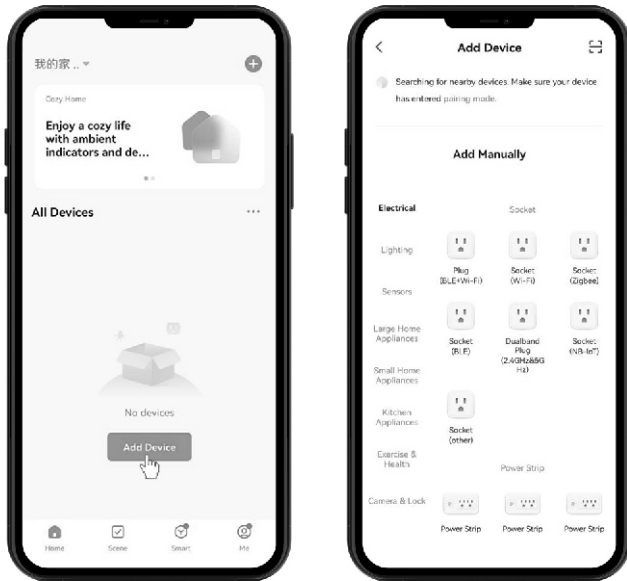 我的家 ..
Cozy Home
Enjoy a cozy life
with ambient
indicators and de...
All Devices
No devices
Add Device
Home
Scene
Smart
Me
Add Device
Searching for nearby devices. Make sure your device
has entered pairing mode.
Add Manually
Electrical
Lighting
Sensors
Large Home
Appliances
Small Home
Appliances
Kitchen
Appliances
Exercise &
Health
Camera & Lock
Socket
Plug
(BLE+Wi-Fi)
Socket
(Wi-Fi)
Socket
(Zigbee)
Socket
(BLE)
Dualband
Plug
(2.4GHz&5G
Hz)
Socket
(NB-IoT)
Socket
(other)
Power Strip
Power Strip
Power Strip
Power Strip